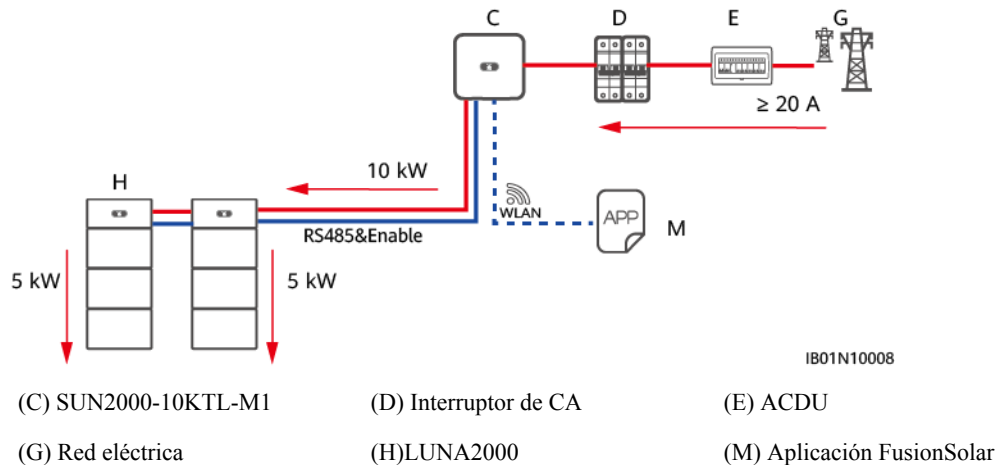 C D E G
≥ 20 A
10 kW
H
WLAN
APP M
RS485&Enable
5 kW 5 kW
IB01N10008
(C) SUN2000-10KTL-M1 (D) Interruptor de CA (E) ACDU
(G) Red eléctrica (H)LUNA2000 (M) Aplicación FusionSolar